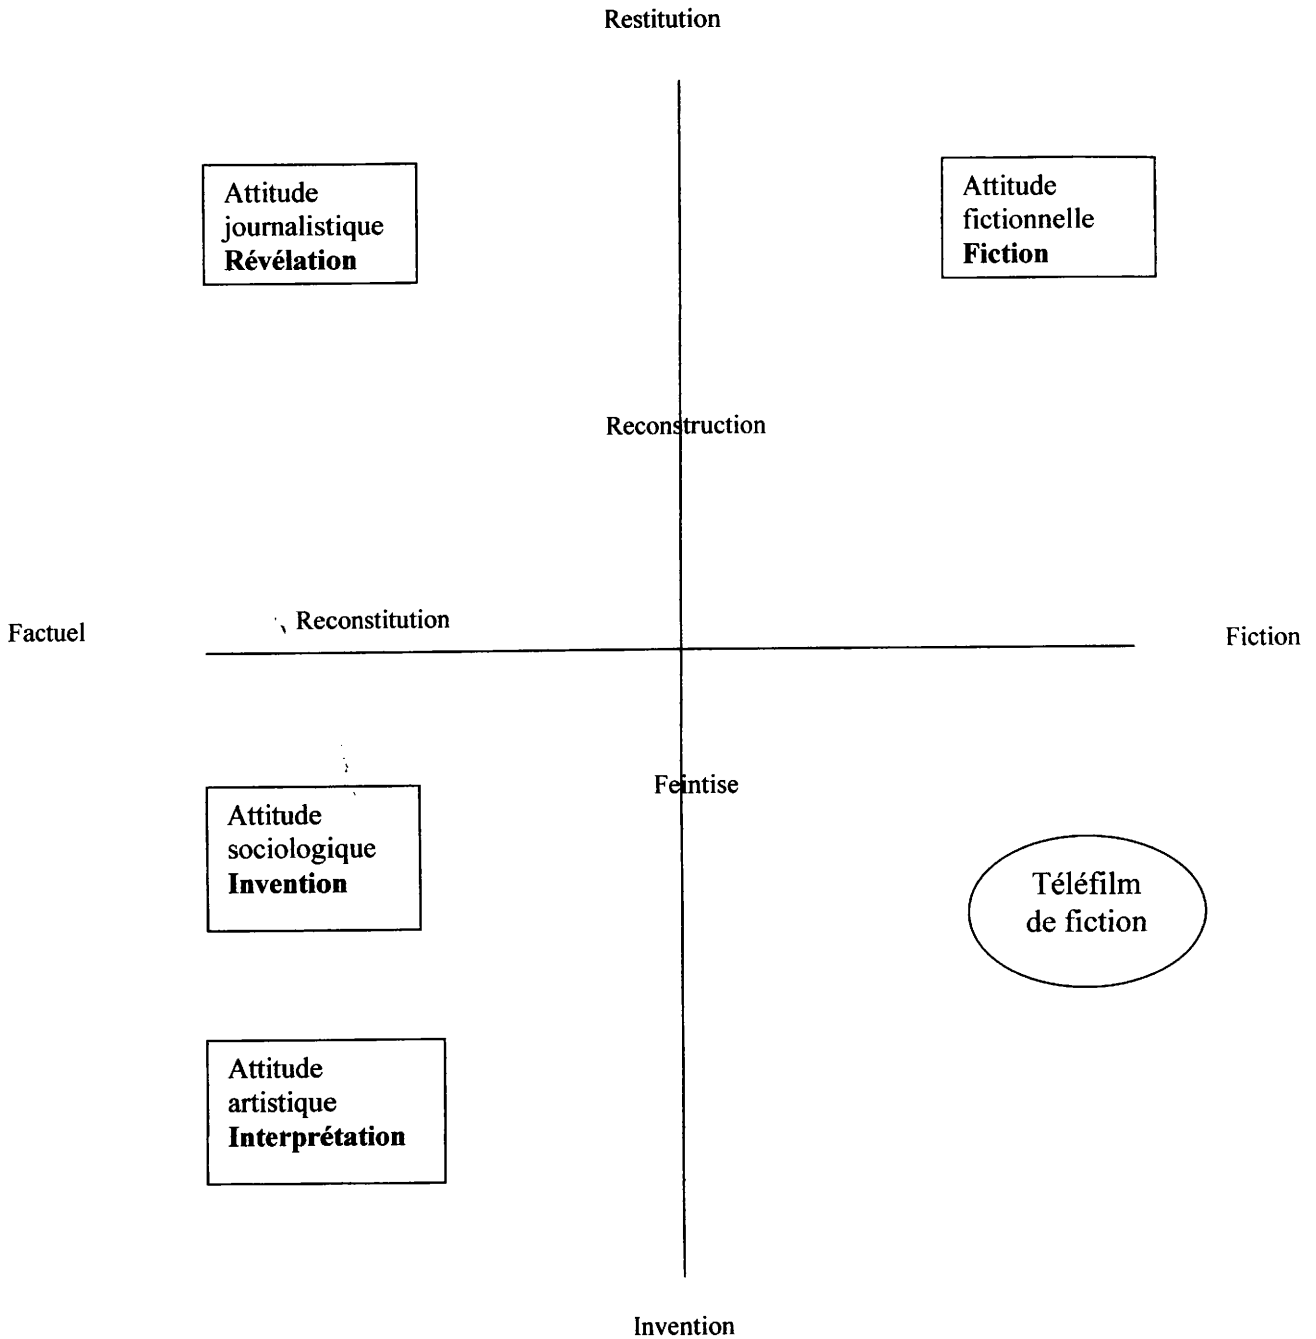 Restitution
Attitude
journalistique
Révélation
Attitude
fictionnelle
Fiction
Reconstruction
Factuel
Reconstitution
Fiction
Feintise
Attitude
sociologique
Invention
Téléfilm
de fiction
Attitude
artistique
Interprétation
Invention